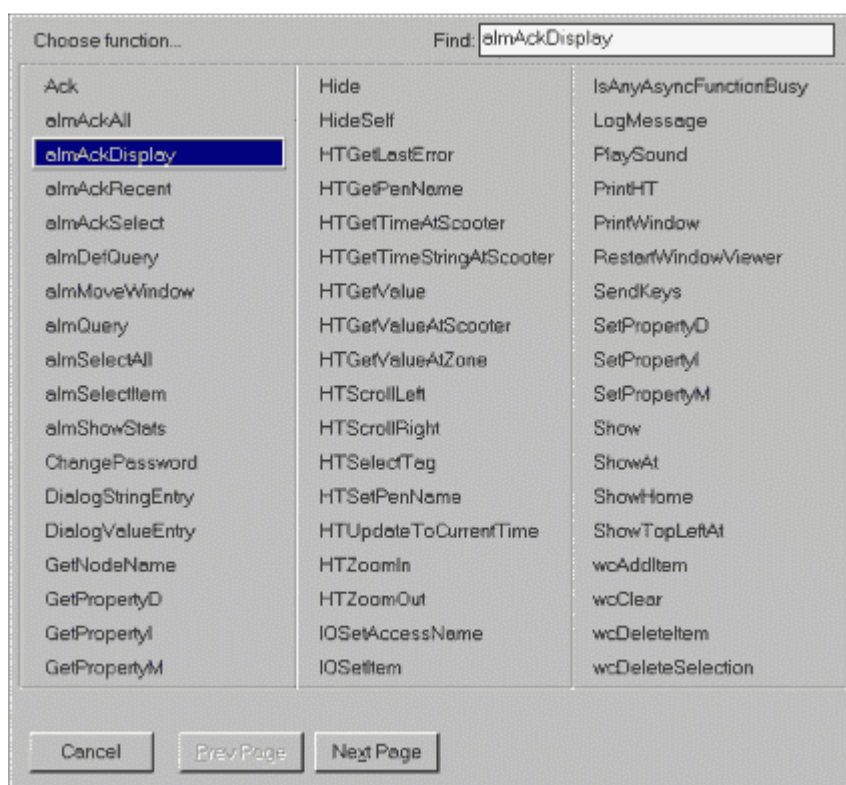 Choose function...
Find: almAckDisplay
Ack
almAckAll
almAckDisplay
almAckRecent
almAckSelect
almDefQuery
almMoveWindow
almQuery
almSelectAll
almSelectItem
almShowStats
ChangePassword
DialogStringEntry
DialogValueEntry
GetNodeName
GetPropertyD
GetPropertyI
GetPropertyM
Hide
HideSelf
HTGetLastError
HTGetPenName
HTGetTimeAtScooter
HTGetTimeStringAtScooter
HTGetValue
HTGetValueAtScooter
HTGetValueAtZone
HTScrollLeft
HTScrollRight
HTSelectTag
HTSetPenName
HTUpdateToCurrentTime
HTZoomIn
HTZoomOut
IOSetAccessName
IOSetItem
IsAnyAsyncFunctionBusy
LogMessage
PlaySound
PrintHT
PrintWindow
RestartWindowViewer
SendKeys
SetPropertyD
SetPropertyI
SetPropertyM
Show
ShowAt
ShowHome
ShowTopLeftAt
wcAddItem
wcClear
wcDeleteItem
wcDeleteSelection
Cancel
Prev Page
Next Page